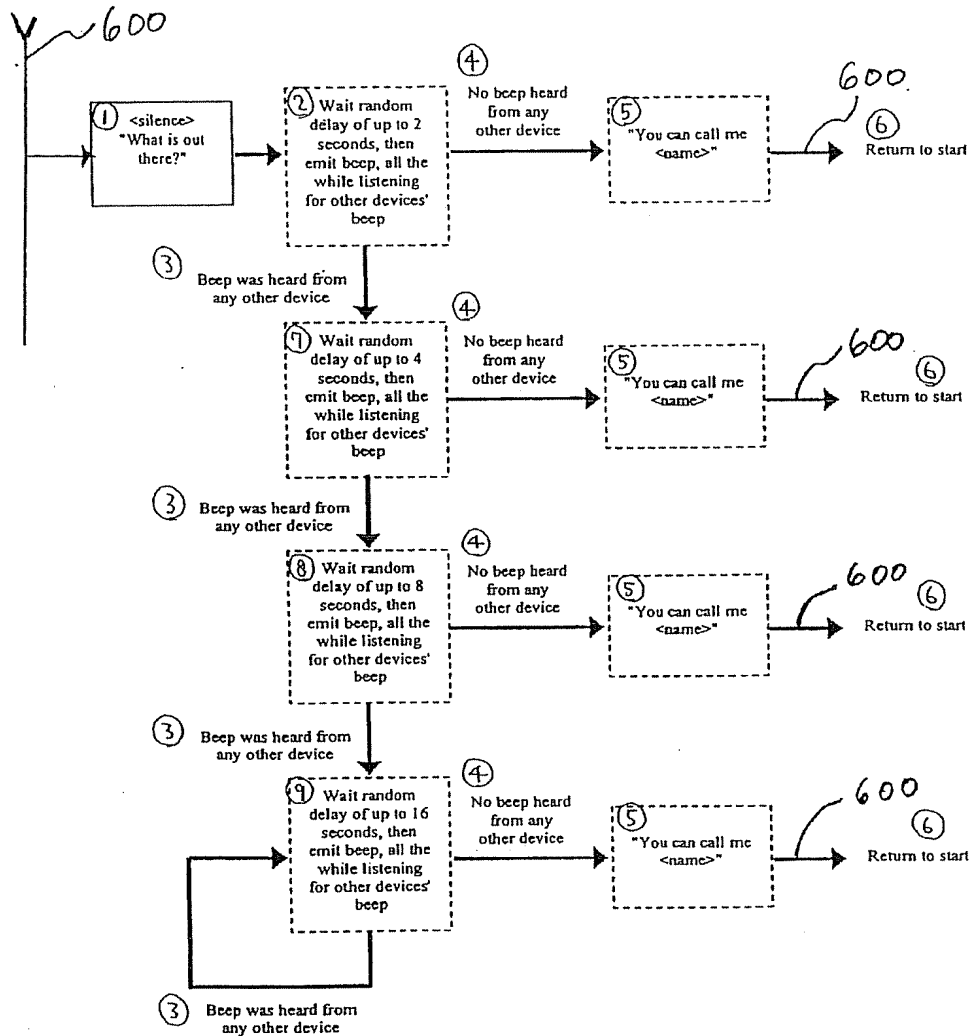 600
①
<silence>
"What is out
there?"
②
Wait random
delay of up to 2
seconds, then
emit beep, all the
while listening
for other devices'
beep
④
No beep heard
from any
other device
⑤
"You can call me
<name>"
600
⑥
Return to start
③
Beep was heard from
any other device
⑦
Wait random
delay of up to 4
seconds, then
emit beep, all the
while listening
for other devices'
beep
④
No beep heard
from any
other device
⑤
"You can call me
<name>"
600
⑥
Return to start
③
Beep was heard from
any other device
⑧
Wait random
delay of up to 8
seconds, then
emit beep, all the
while listening
for other devices'
beep
④
No beep heard
from any
other device
⑤
"You can call me
<name>"
600
⑥
Return to start
③
Beep was heard from
any other device
⑨
Wait random
delay of up to 16
seconds, then
emit beep, all the
while listening
for other devices'
beep
④
No beep heard
from any
other device
⑤
"You can call me
<name>"
600
⑥
Return to start
③
Beep was heard from
any other device